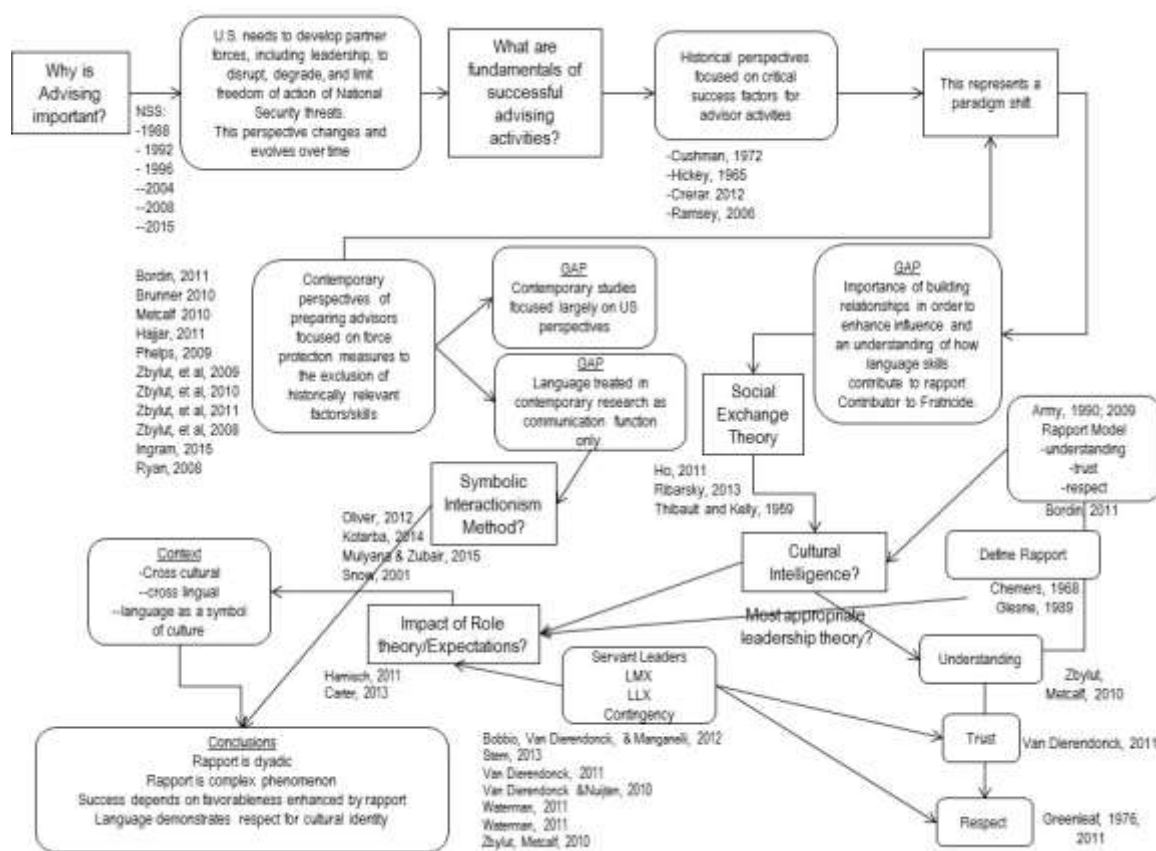 Why is
Advising
important?
NSS:
-1988
- 1992
- 1996
--2004
--2008
--2015
U.S. needs to develop partner
forces, including leadership, to
disrupt, degrade, and limit
freedom of action of National
Security threats.
This perspective changes and
evolves over time
What are
fundamentals of
successful
advising
activities?
Historical perspectives
focused on critical
success factors for
advisor activities
-Cushman, 1972
-Hickey, 1965
-Crerar. 2012
-Ramsey, 2006
This represents a
paradigm shift
Bordin, 2011
Brunner 2010
Metcalf 2010
Hajjar, 2011
Phelps, 2009
Zbylut, et al, 2009
Zbylut, et al, 2010
Zbylut, et al, 2011
Zbylut, et al, 2008
Ingram, 2015
Ryan, 2008
Contemporary
perspectives of
preparing advisors
focused on force
protection measures to
the exclusion of
historically relevant
factors/skills
GAP
Contemporary studies
focused largely on US
perspectives
GAP
Language treated in
contemporary research as
communication function
only
GAP
Importance of building
relationships in order to
enhance influence and
an understanding of how
language skills
contribute to rapport
Contributor to Fratricide
Social
Exchange
Theory
Ho, 2011
Ribarsky, 2013
Thibault and Kelly, 1959
Army, 1990; 2009
Rapport Model
-understanding
-trust
-respect
Bordin, 2011
Symbolic
Interactionism
Method?
Oliver, 2012
Kotarba, 2014
Mulyana & Zubair, 2015
Snow, 2001
Cultural
Intelligence?
Define Rapport
Chemers, 1968
Glesne, 1989
Context
-Cross cultural
--cross lingual
--language as a symbol
of culture
Impact of Role
theory/Expectations?
Harnisch, 2011
Carter, 2013
Most appropriate
leadership theory?
Servant Leaders
LMX
LLX
Contingency
Understanding
Zbylut,
Metcalf, 2010
Trust
Van Dierendonck, 2011
Respect
Greenleaf, 1976,
2011
Conclusions
Rapport is dyadic
Rapport is complex phenomenon
Success depends on favorableness enhanced by rapport
Language demonstrates respect for cultural identity
Bobbio, Van Dierendonck, & Manganelli, 2012
2013
Van Dierendonck, 2011
Van Dierendonck &Nuijten, 2010
Waterman, 2011
Waterman, 2011
Zbylut, Metcalf, 2010